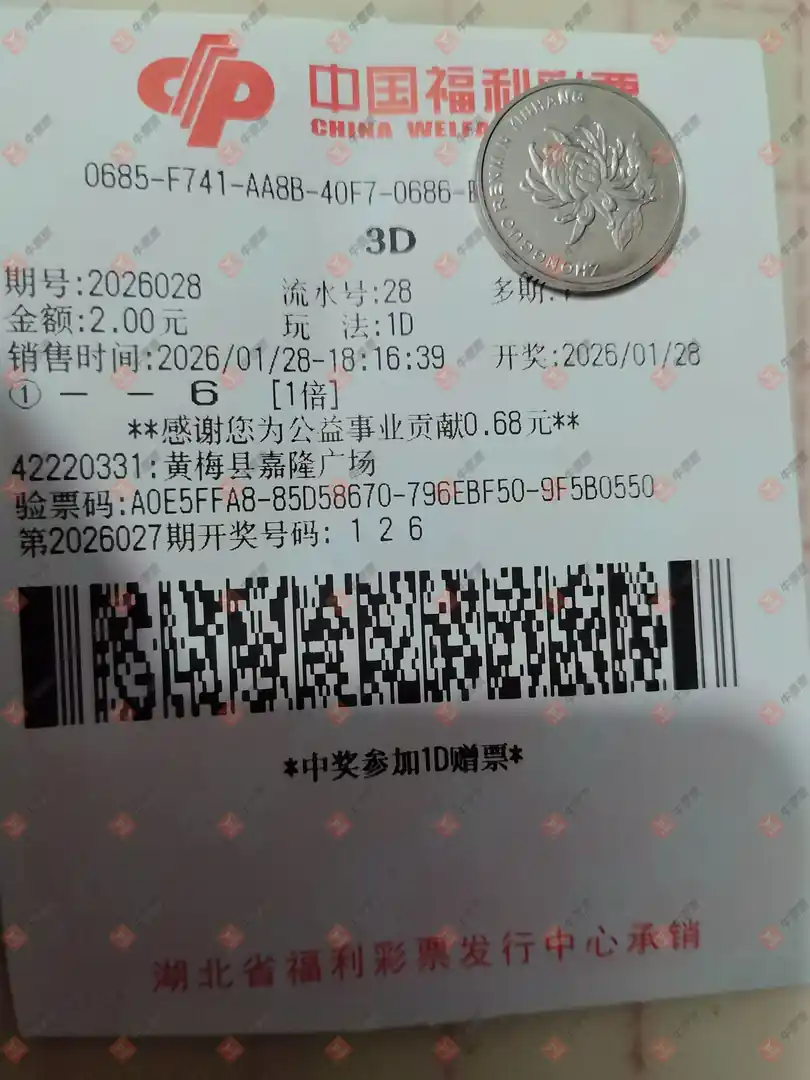 中国福利彩票
CHINA WELFA
0685-F741-AA8B-40F7-0686-
3D
期号:2026028 流水号:28 多期:1
金额:2.00元 玩 法:1D
销售时间:2026/01/28-18:16:39 开奖:2026/01/28
① — — 6 [1倍]
**感谢您为公益事业贡献0.68元**
42220331:黄梅县嘉隆广场
验票码:A0E5FFA8-85D58670-796EBF50-9F5B0550
第2026027期开奖号码: 1 2 6
*中奖参加1D赠票*
湖北省福利彩票发行中心承销
ZHONGGUO RENMIN YINHANG